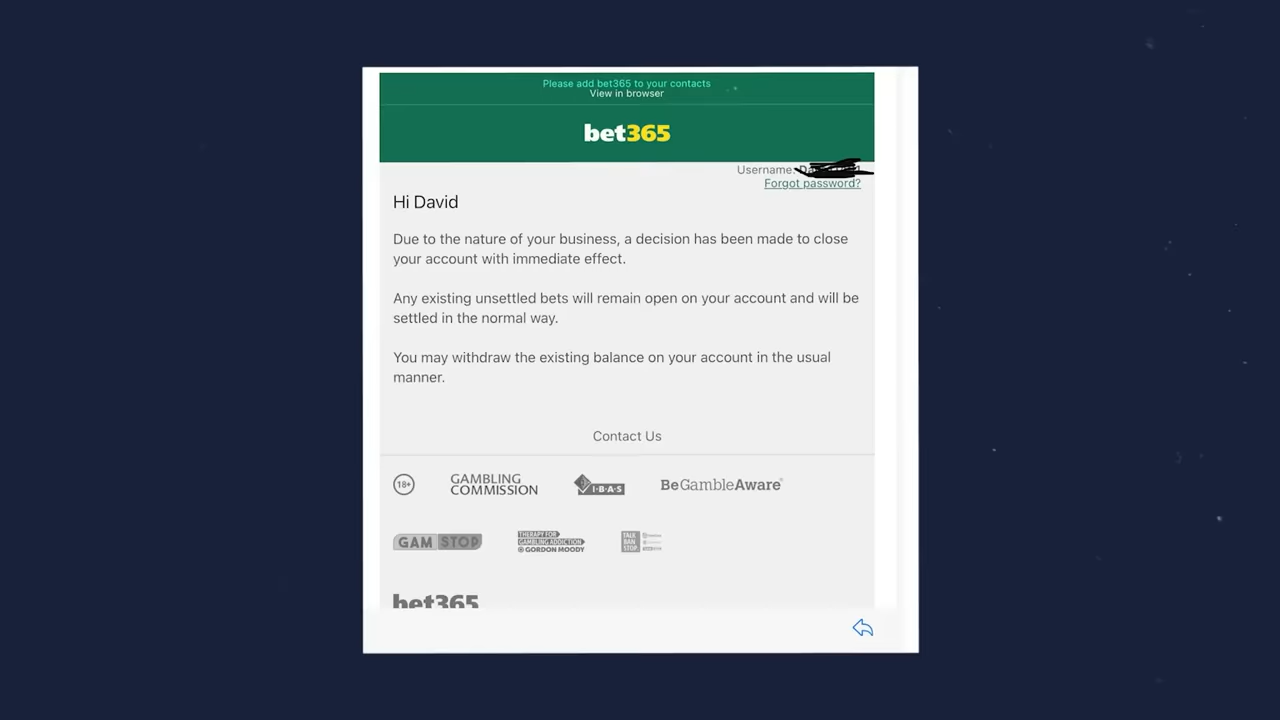 Please add bet365 to your contacts
View in browser
bet365
Username:
Forgot password?
Hi David
Due to the nature of your business, a decision has been made to close
your account with immediate effect.
Any existing unsettled bets will remain open on your account and will be
settled in the normal way.
You may withdraw the existing balance on your account in the usual
manner.
Contact Us
18+
GAMBLING
COMMISSION
I·B·A·S
BeGambleAware
GAMSTOP
THERAPY FOR
GAMBLING ADDICTION
GORDON MOODY
TALK
BAN
STOP
bet365